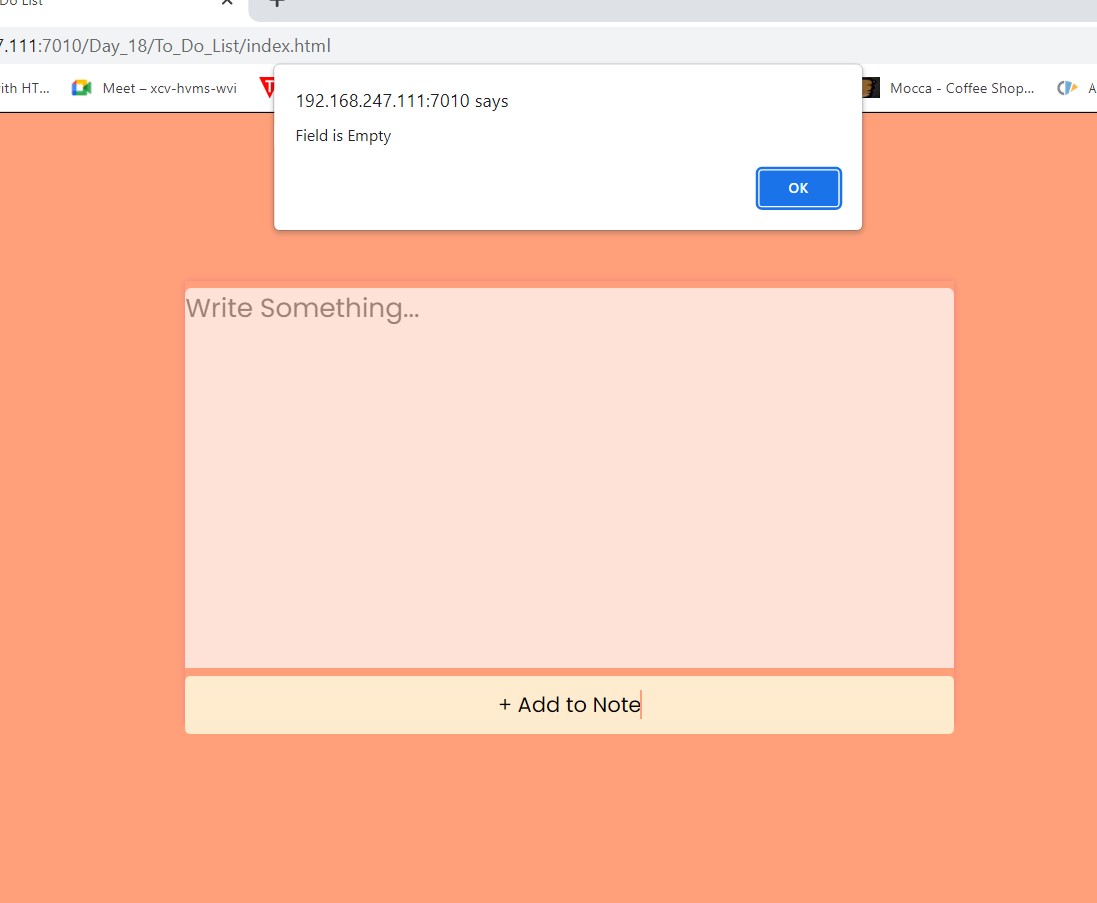 Do List
7.111:7010/Day_18/To_Do_List/index.html
ith HT... Meet – xcv-hvms-wvi T Mocca - Coffee Shop... A
192.168.247.111:7010 says
Field is Empty
OK
Write Something...
+ Add to Note